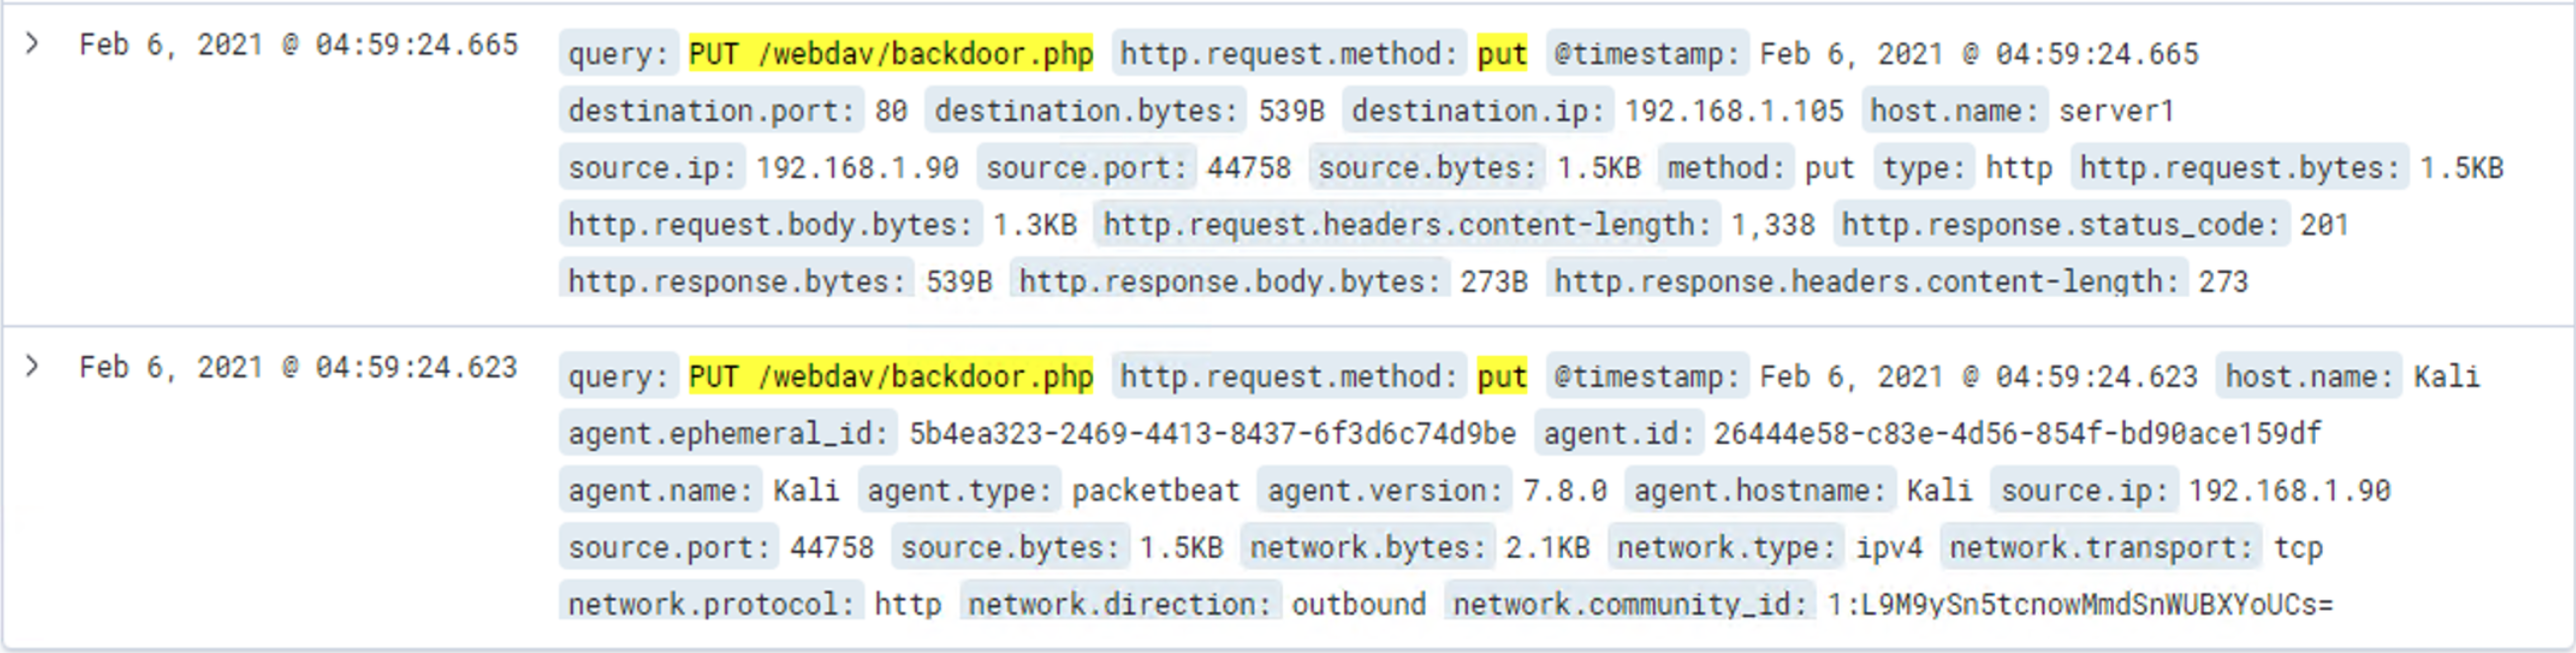 Feb 6, 2021 @ 04:59:24.665
query: PUT /webdav/backdoor.php http.request.method: put @timestamp: Feb 6, 2021 @ 04:59:24.665
destination.port: 80 destination.bytes: 539B destination.ip: 192.168.1.105 host.name: server1
source.ip: 192.168.1.90 source.port: 44758 source.bytes: 1.5KB method: put type: http http.request.bytes: 1.5KB
http.request.body.bytes: 1.3KB http.request.headers.content-length: 1,338 http.response.status_code: 201
http.response.bytes: 539B http.response.body.bytes: 273B http.response.headers.content-length: 273
Feb 6, 2021 @ 04:59:24.623
query: PUT /webdav/backdoor.php http.request.method: put @timestamp: Feb 6, 2021 @ 04:59:24.623 host.name: Kali
agent.ephemeral_id: 5b4ea323-2469-4413-8437-6f3d6c74d9be agent.id: 26444e58-c83e-4d56-854f-bd90ace159df
agent.name: Kali agent.type: packetbeat agent.version: 7.8.0 agent.hostname: Kali source.ip: 192.168.1.90
source.port: 44758 source.bytes: 1.5KB network.bytes: 2.1KB network.type: ipv4 network.transport: tcp
network.protocol: http network.direction: outbound network.community_id: 1:L9M9ySn5tcnowMmdSnWUBXYoUCs=